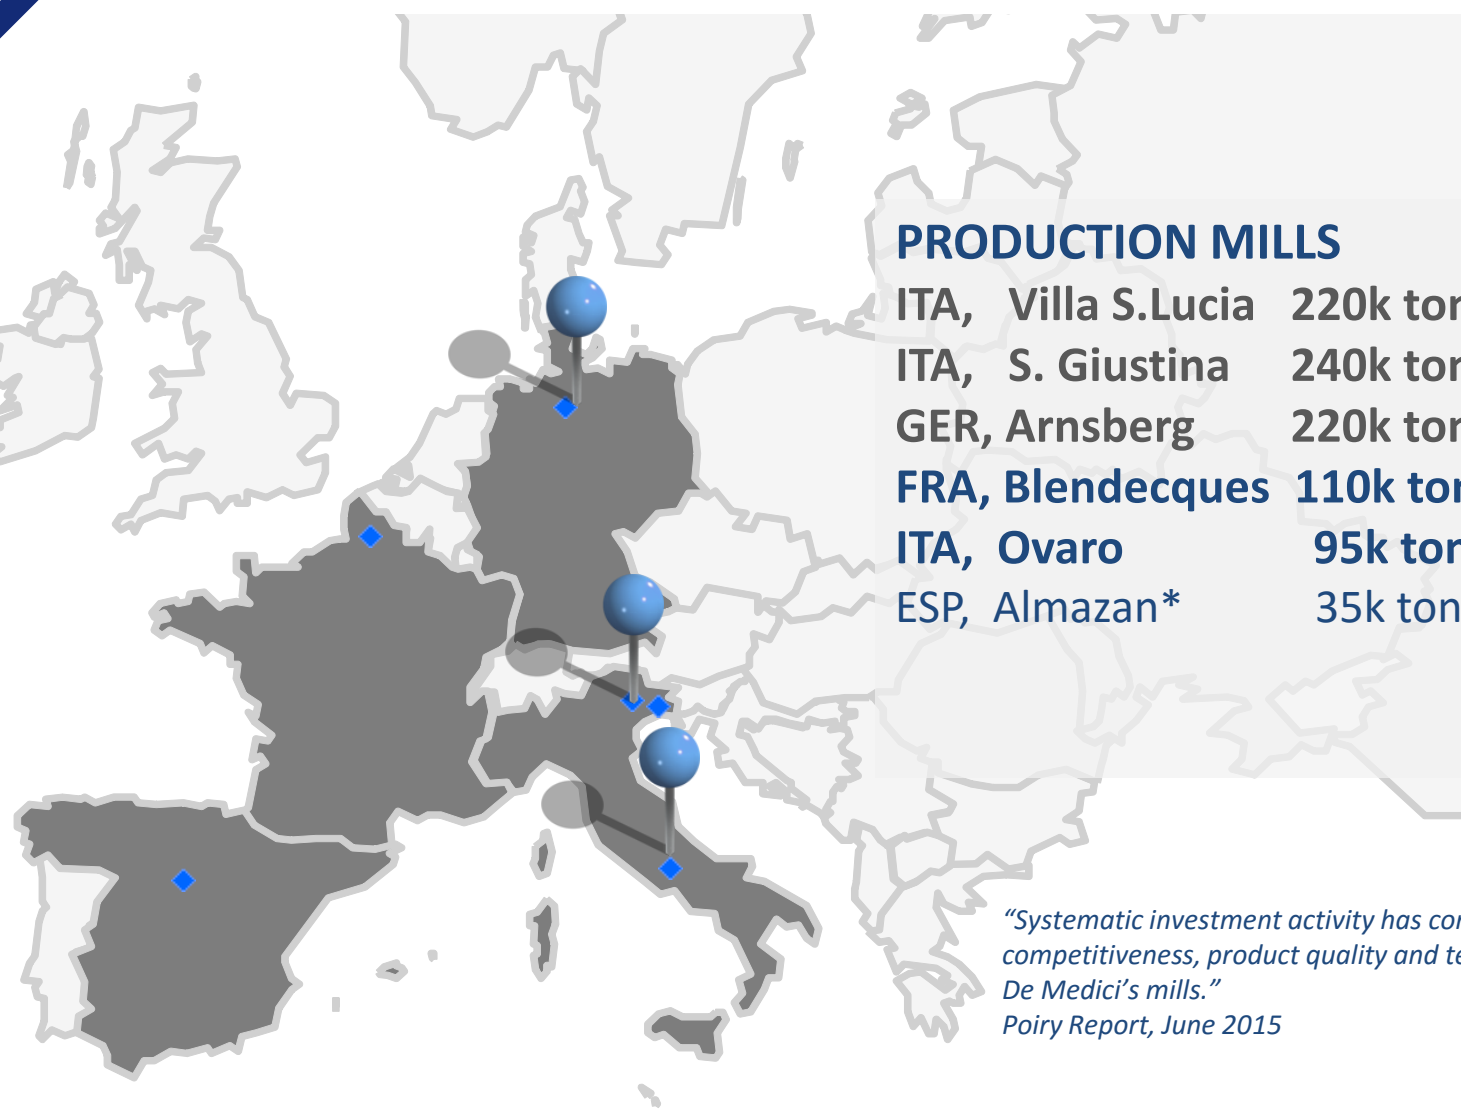 PRODUCTION MILLS
ITA, Villa S.Lucia 220k
ITA, S. Giustina 240k
GER, Arnsberg 220k
FRA, Blendecques 110k
ITA, Ovaro 95k
ESP, Almazan* 35k
“Systematic investment activity has
competitiveness, product quality and
De Medici’s mills.”
Poiry Report, June 2015